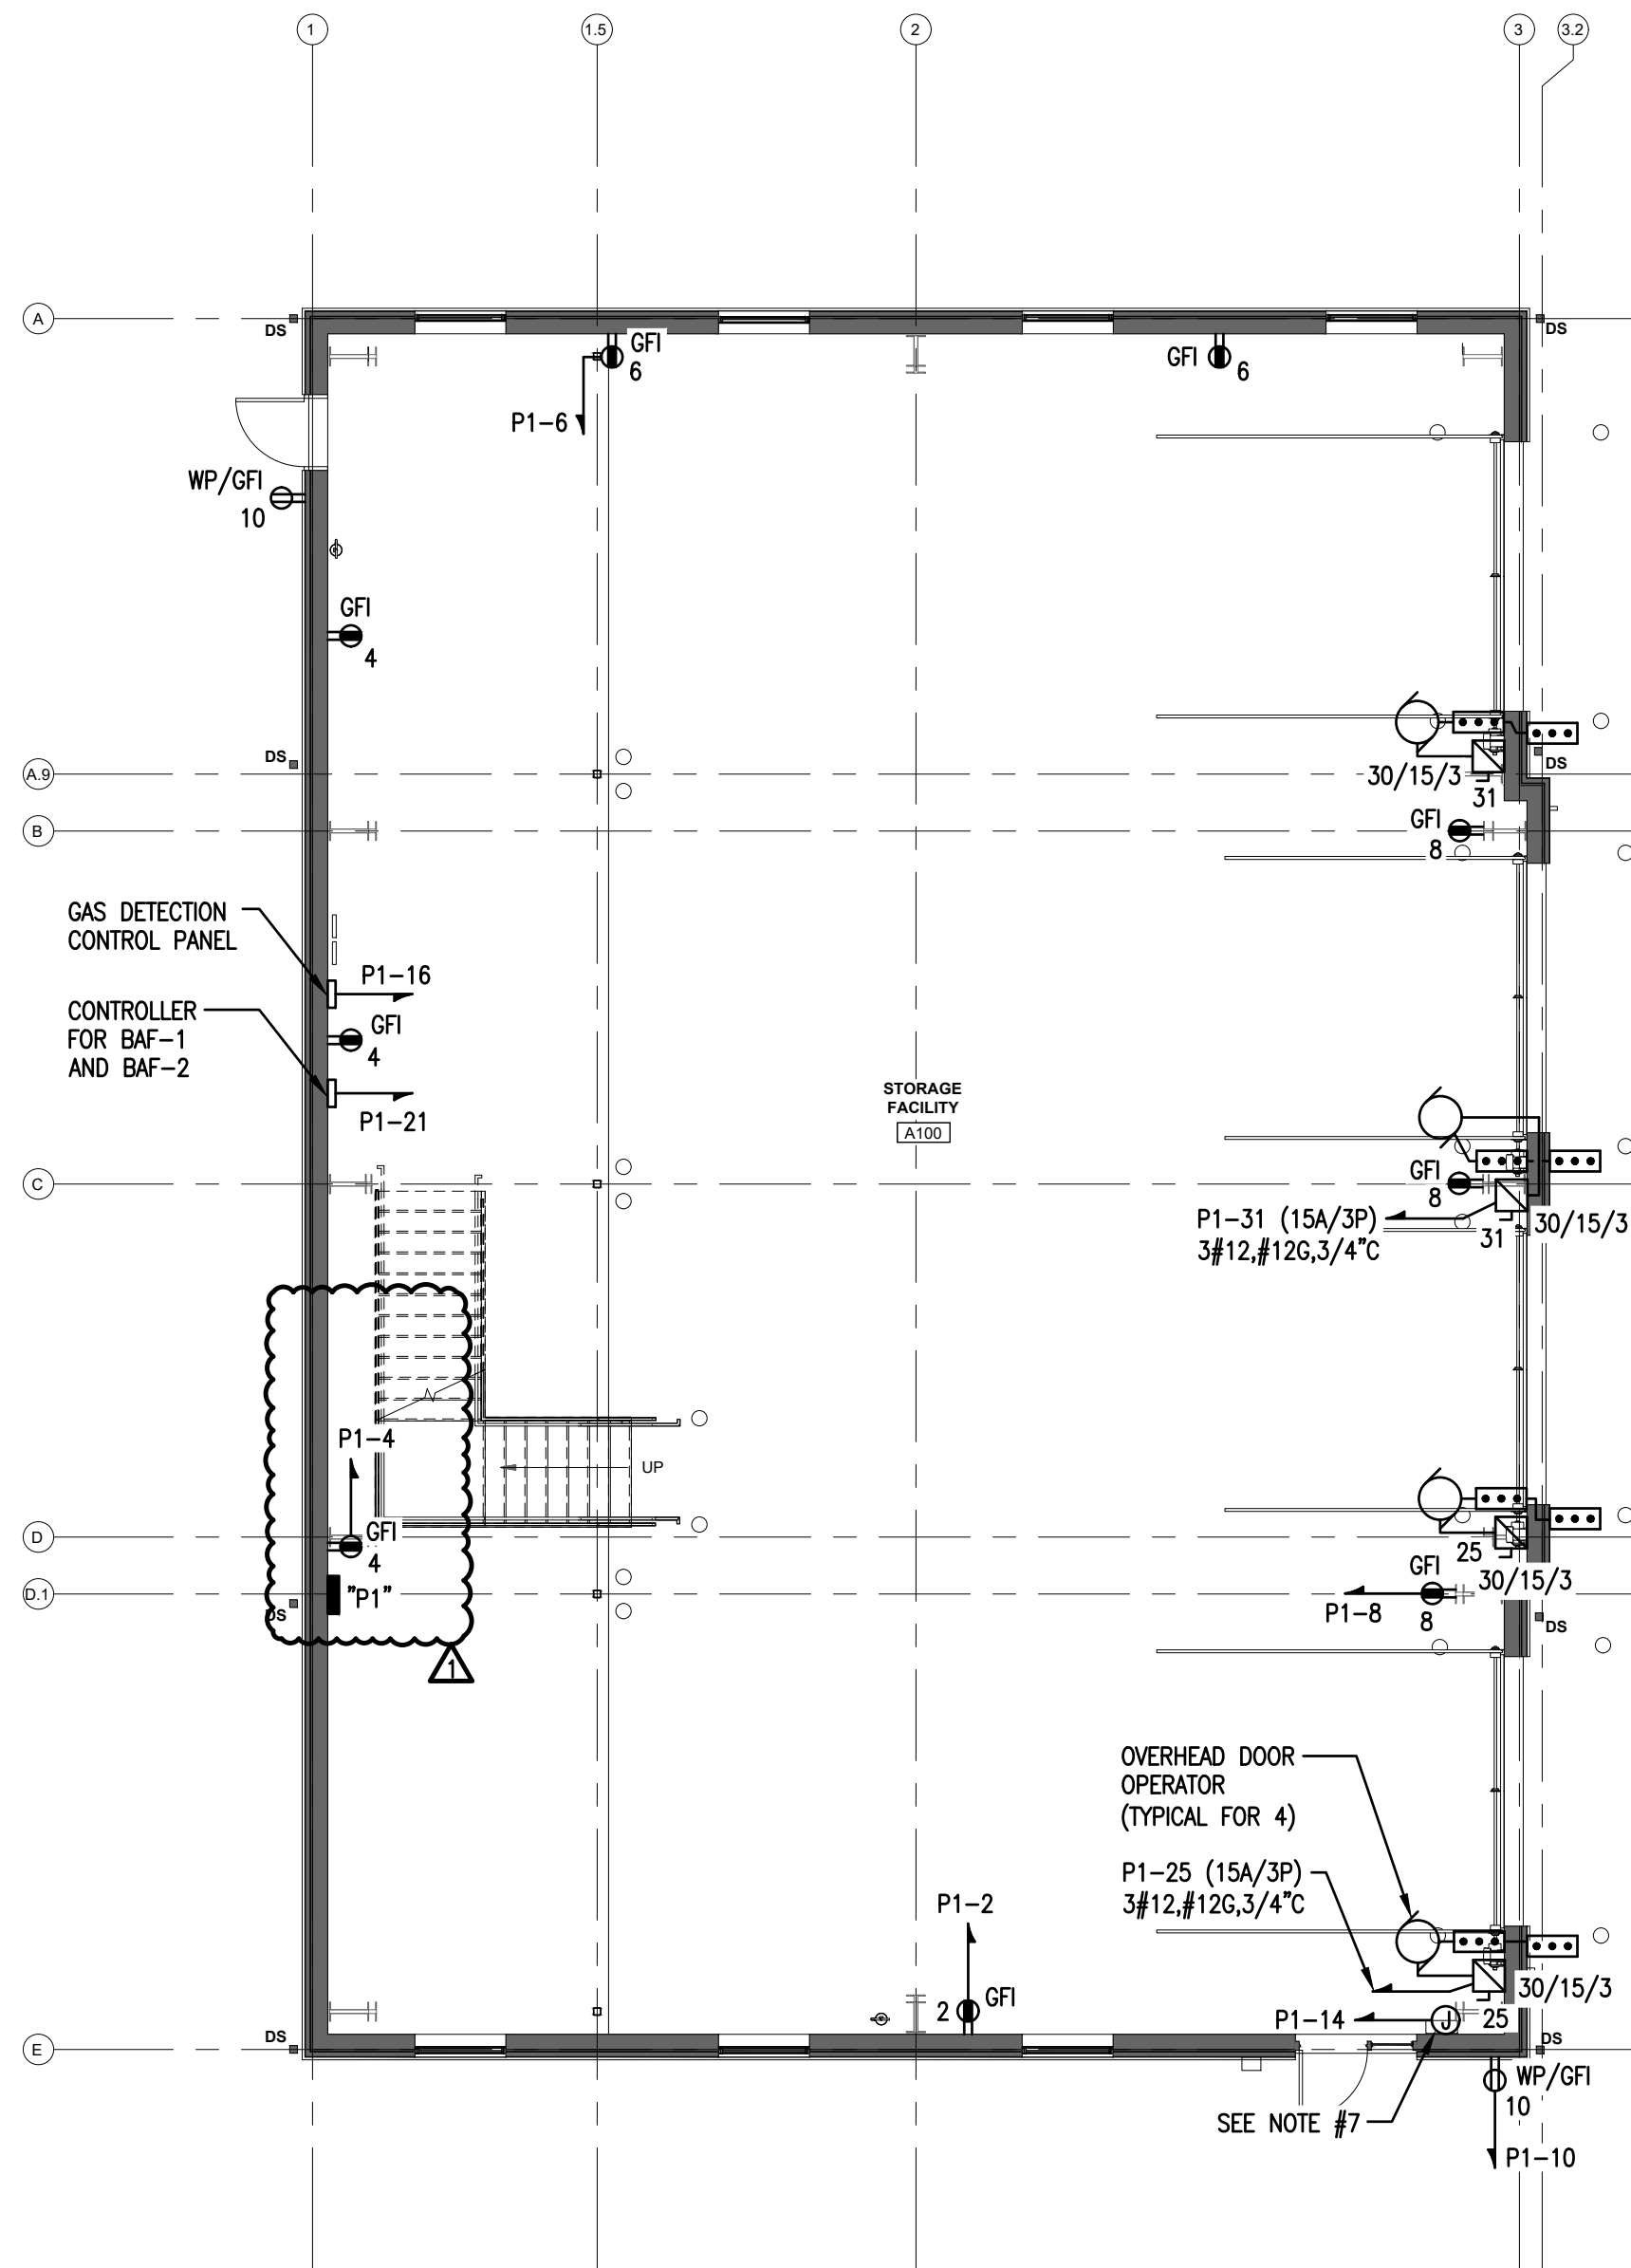 1
1.5
2
3
3.2
A
DS
DS
GFI
6
GFI
6
P1-6
WP/GFI
10
GFI
4
DS
A.9
DS
30/15/3
31
B
GFI
8
GAS DETECTION
CONTROL PANEL
P1-16
CONTROLLER
FOR BAF-1
AND BAF-2
GFI
4
P1-21
STORAGE
FACILITY
A100
C
GFI
8
P1-31 (15A/3P)
3#12,#12G,3/4"C
31
30/15/3
P1-4
UP
D
GFI
4
25
30/15/3
D.1
"P1"
DS
GFI
8
P1-8
DS
1
OVERHEAD DOOR
OPERATOR
(TYPICAL FOR 4)
P1-25 (15A/3P)
3#12,#12G,3/4"C
P1-2
2
GFI
30/15/3
P1-14
J
25
E
DS
DS
WP/GFI
10
SEE NOTE #7
P1-10